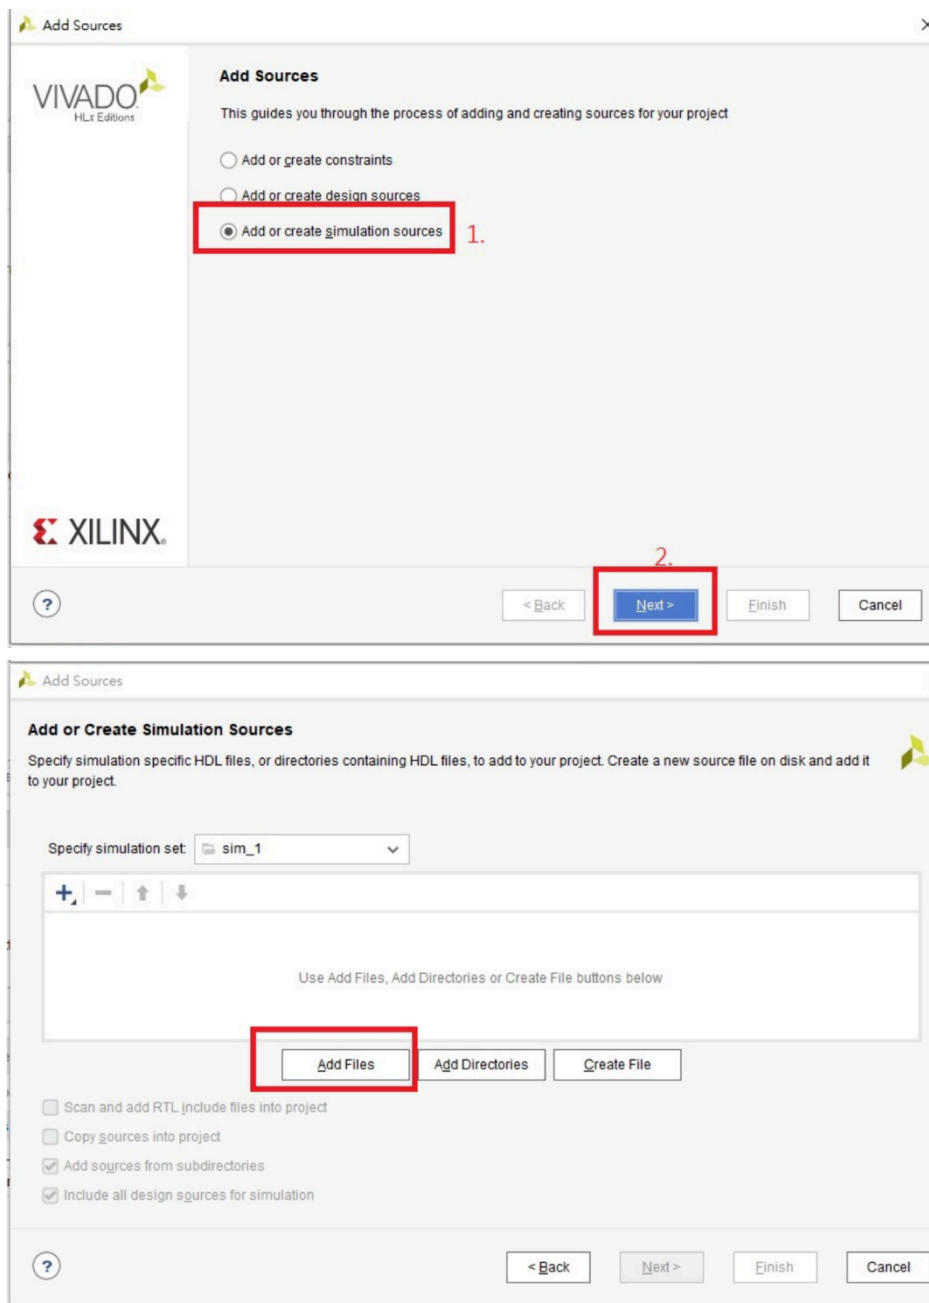 Add Sources
VIVADO
HLx Editions
Add Sources
This guides you through the process of adding and creating sources for your project
Add or create constraints
Add or create design sources
Add or create simulation sources
1.
XILINX
2.
?
< Back
Next >
Finish
Cancel
Add Sources
Add or Create Simulation Sources
Specify simulation specific HDL files, or directories containing HDL files, to add to your project. Create a new source file on disk and add it
to your project.
Specify simulation set:
sim_1
Use Add Files, Add Directories or Create File buttons below
Add Files
Add Directories
Create File
Scan and add RTL include files into project
Copy sources into project
Add sources from subdirectories
Include all design sources for simulation
?
< Back
Next >
Finish
Cancel